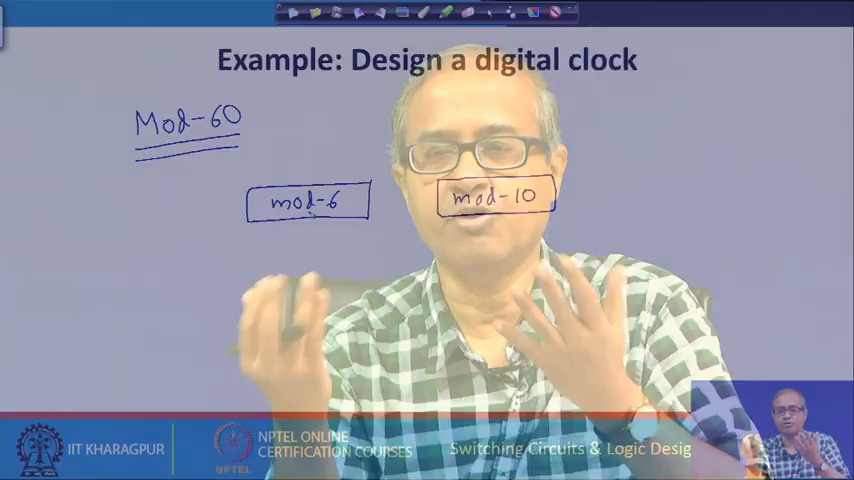 Example: Design a digital clock
Mod-60
mod-6
mod-10
IIT KHARAGPUR
NPTEL
NPTEL ONLINE
CERTIFICATION COURSES
Switching Circuits & Logic Desig